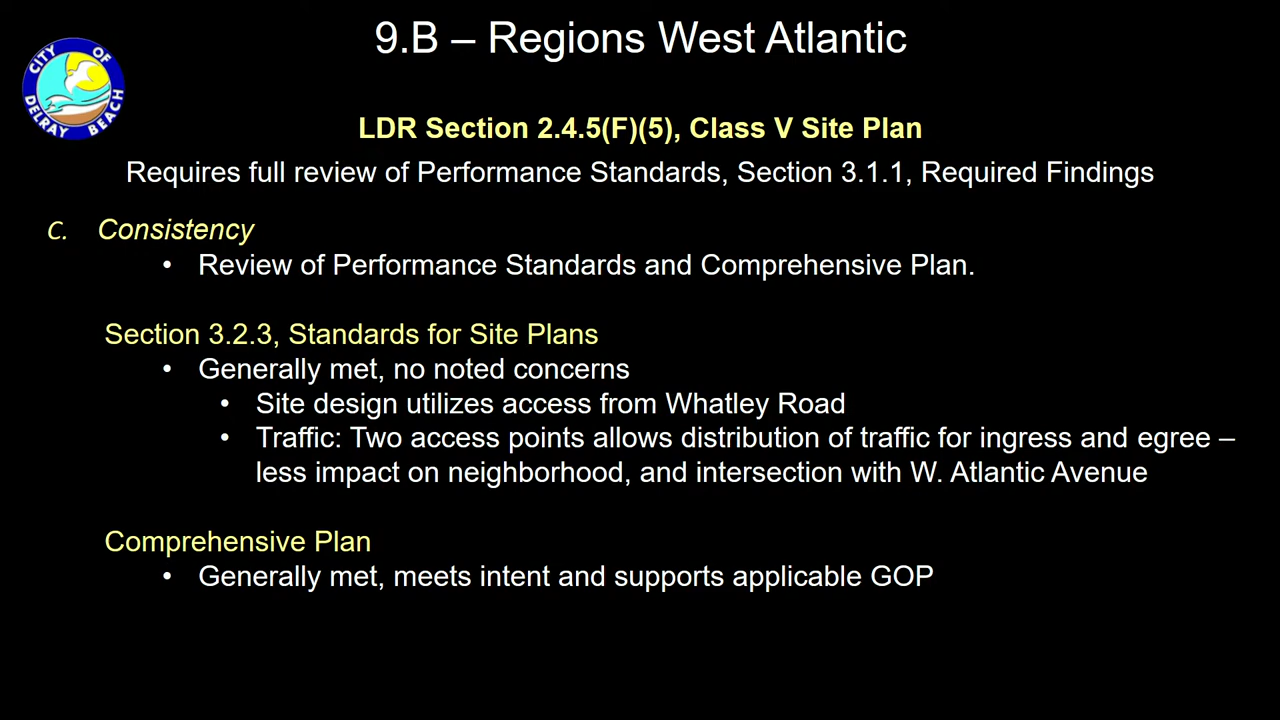 9.B – Regions West Atlantic
CITY OF
DELRAY BEACH
LDR Section 2.4.5(F)(5), Class V Site Plan
Requires full review of Performance Standards, Section 3.1.1, Required Findings
C. Consistency
• Review of Performance Standards and Comprehensive Plan.
Section 3.2.3, Standards for Site Plans
• Generally met, no noted concerns
• Site design utilizes access from Whatley Road
• Traffic: Two access points allows distribution of traffic for ingress and egree –
less impact on neighborhood, and intersection with W. Atlantic Avenue
Comprehensive Plan
• Generally met, meets intent and supports applicable GOP